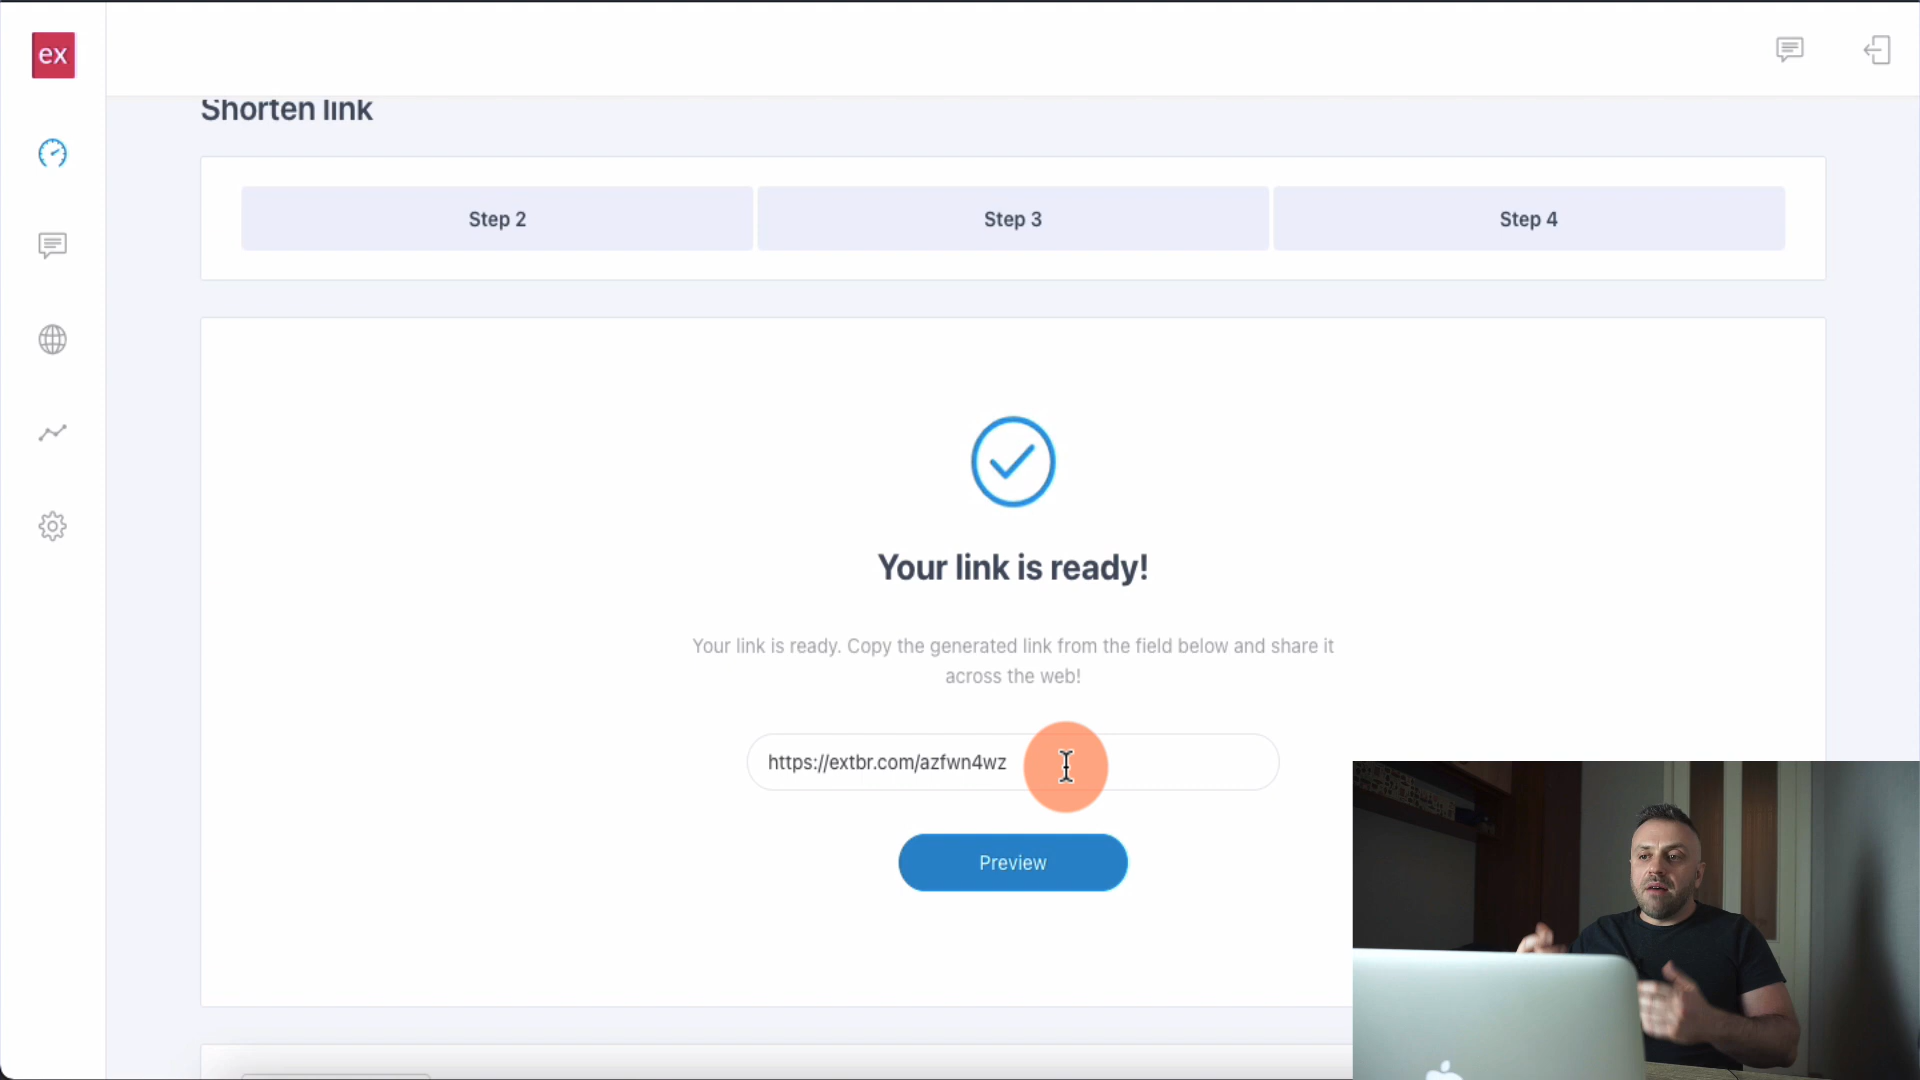 ex
Shorten link
Step 2
Step 3
Step 4
Your link is ready!
Your link is ready. Copy the generated link from the field below and share it
across the web!
https://extbr.com/azfwn4wz
Preview